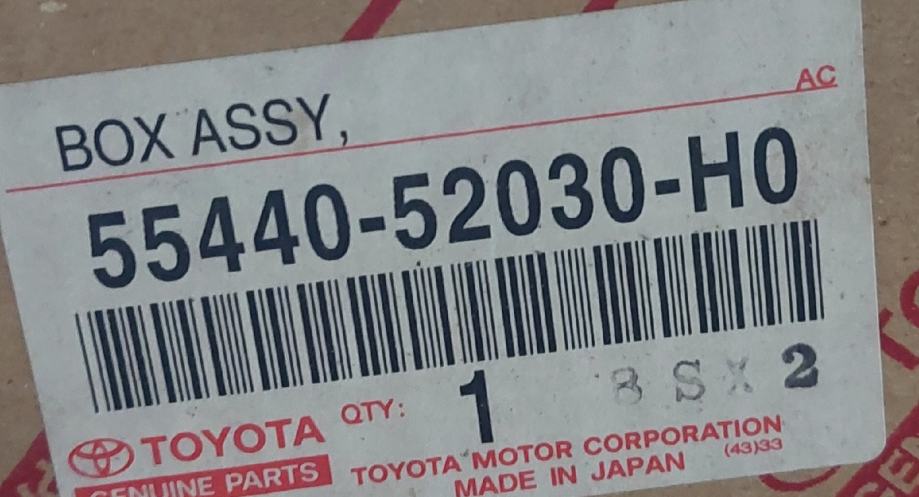 AC
BOX ASSY,
55440-52030-H0
QTY: 1
8 S X 2
TOYOTA
GENUINE PARTS
TOYOTA MOTOR CORPORATION
(43)33
MADE IN JAPAN